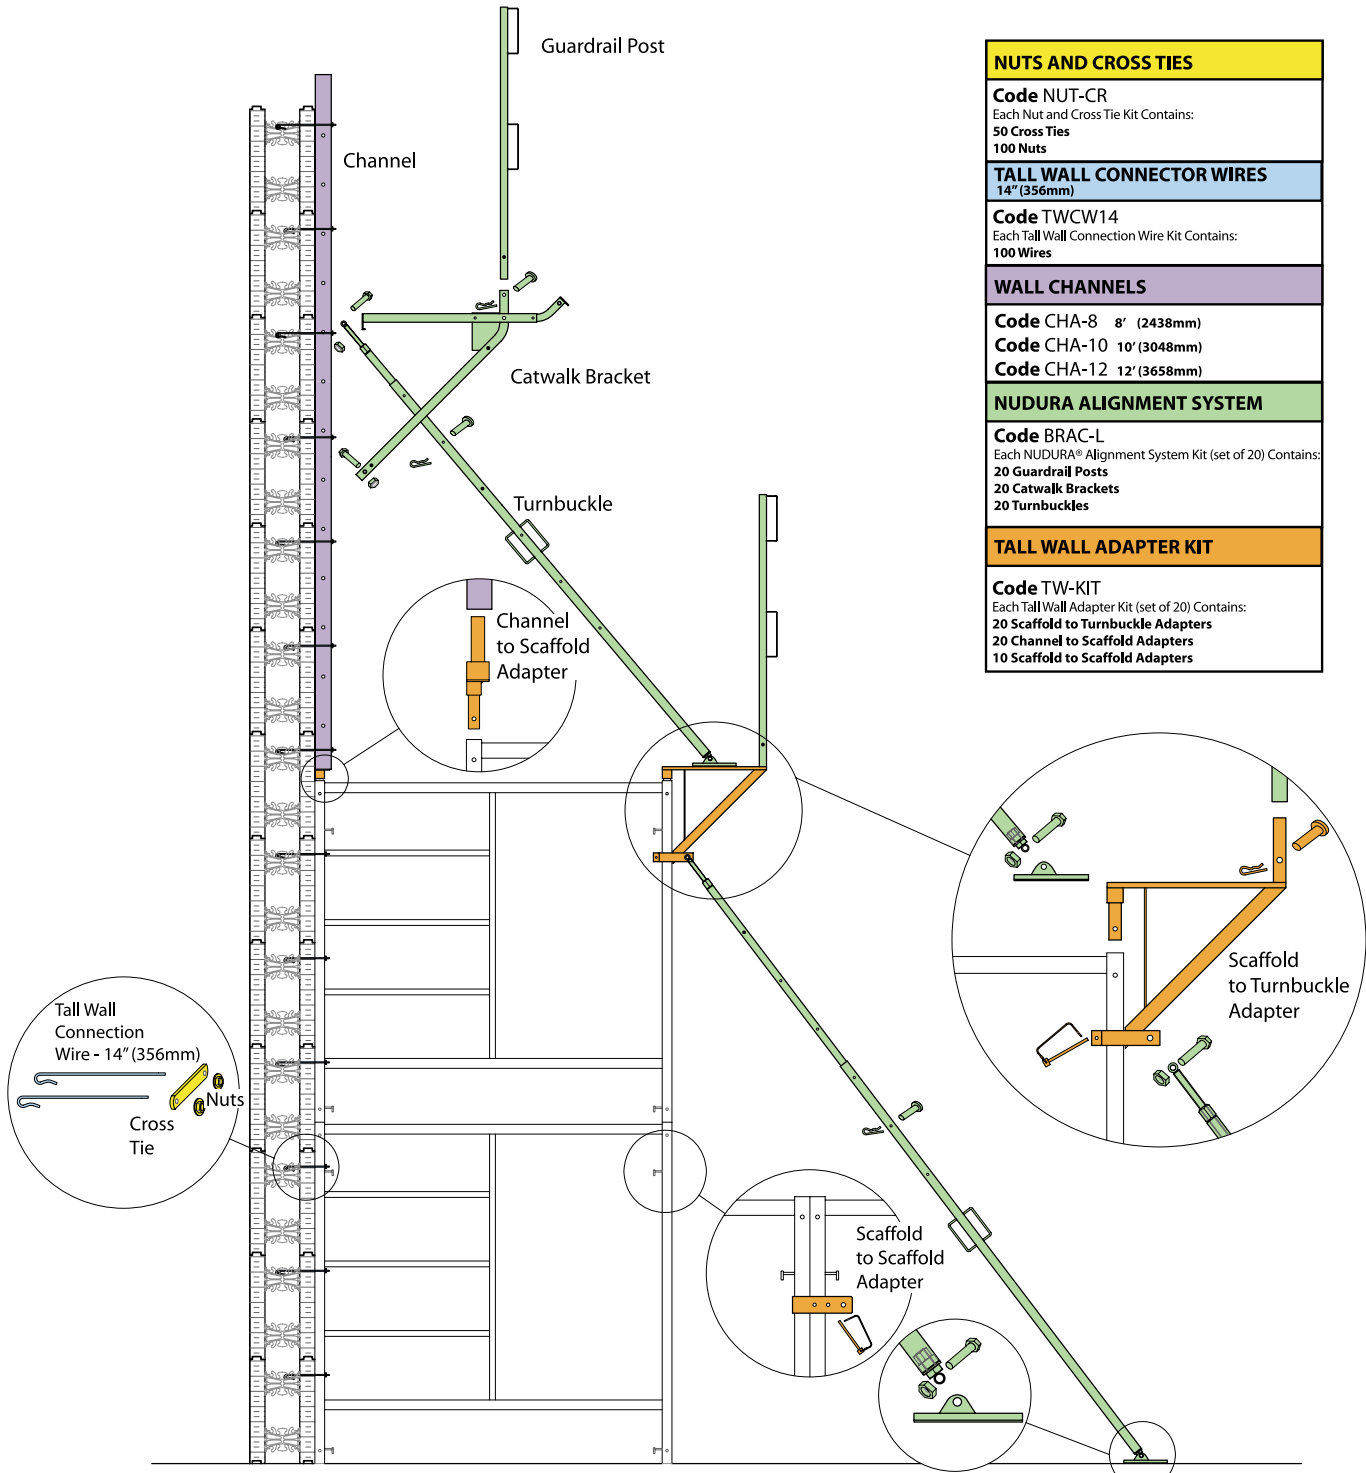 Guardrail Post
Channel
Catwalk Bracket
Turnbuckle
Channel
to Scaffold
Adapter
Tall Wall
Connection
Wire - 14" (356mm)
Nuts
Cross
Tie
Scaffold
to Scaffold
Adapter
Scaffold
to Turnbuckle
Adapter
NUTS AND CROSS TIES
Code NUT-CR
Each Nut and Cross Tie Kit Contains:
50 Cross Ties
100 Nuts
TALL WALL CONNECTOR WIRES
14" (356mm)
Code TWCW14
Each Tall Wall Connection Wire Kit Contains:
100 Wires
WALL CHANNELS
Code CHA-8 8' (2438mm)
Code CHA-10 10' (3048mm)
Code CHA-12 12' (3658mm)
NUDURA ALIGNMENT SYSTEM
Code BRAC-L
Each NUDURA® Alignment System Kit (set of 20) Contains:
20 Guardrail Posts
20 Catwalk Brackets
20 Turnbuckles
TALL WALL ADAPTER KIT
Code TW-KIT
Each Tall Wall Adapter Kit (set of 20) Contains:
20 Scaffold to Turnbuckle Adapters
20 Channel to Scaffold Adapters
10 Scaffold to Scaffold Adapters